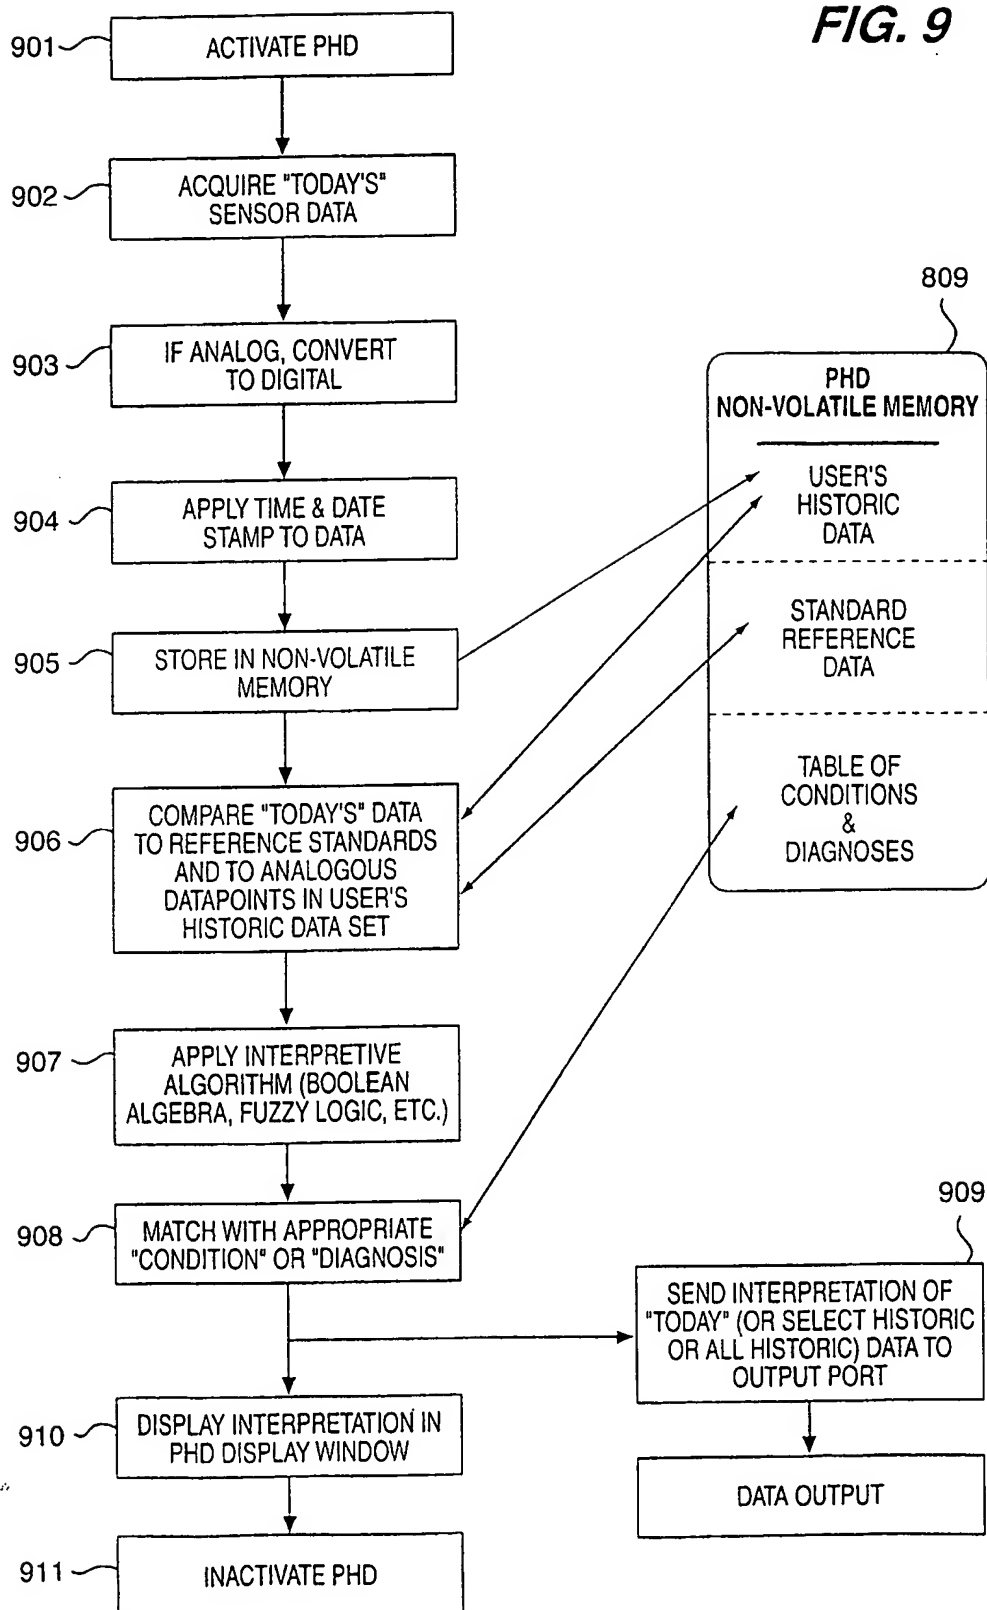 FIG. 9
901
ACTIVATE PHD
902
ACQUIRE "TODAY'S"
SENSOR DATA
903
IF ANALOG, CONVERT
TO DIGITAL
904
APPLY TIME & DATE
STAMP TO DATA
905
STORE IN NON-VOLATILE
MEMORY
906
COMPARE "TODAY'S" DATA
TO REFERENCE STANDARDS
AND TO ANALOGOUS
DATAPOINTS IN USER'S
HISTORIC DATA SET
907
APPLY INTERPRETIVE
ALGORITHM (BOOLEAN
ALGEBRA, FUZZY LOGIC, ETC.)
908
MATCH WITH APPROPRIATE
"CONDITION" OR "DIAGNOSIS"
910
DISPLAY INTERPRETATION IN
PHD DISPLAY WINDOW
911
INACTIVATE PHD
809
PHD
NON-VOLATILE MEMORY
USER'S
HISTORIC
DATA
STANDARD
REFERENCE
DATA
TABLE OF
CONDITIONS
&
DIAGNOSES
909
SEND INTERPRETATION OF
"TODAY" (OR SELECT HISTORIC
OR ALL HISTORIC) DATA TO
OUTPUT PORT
DATA OUTPUT